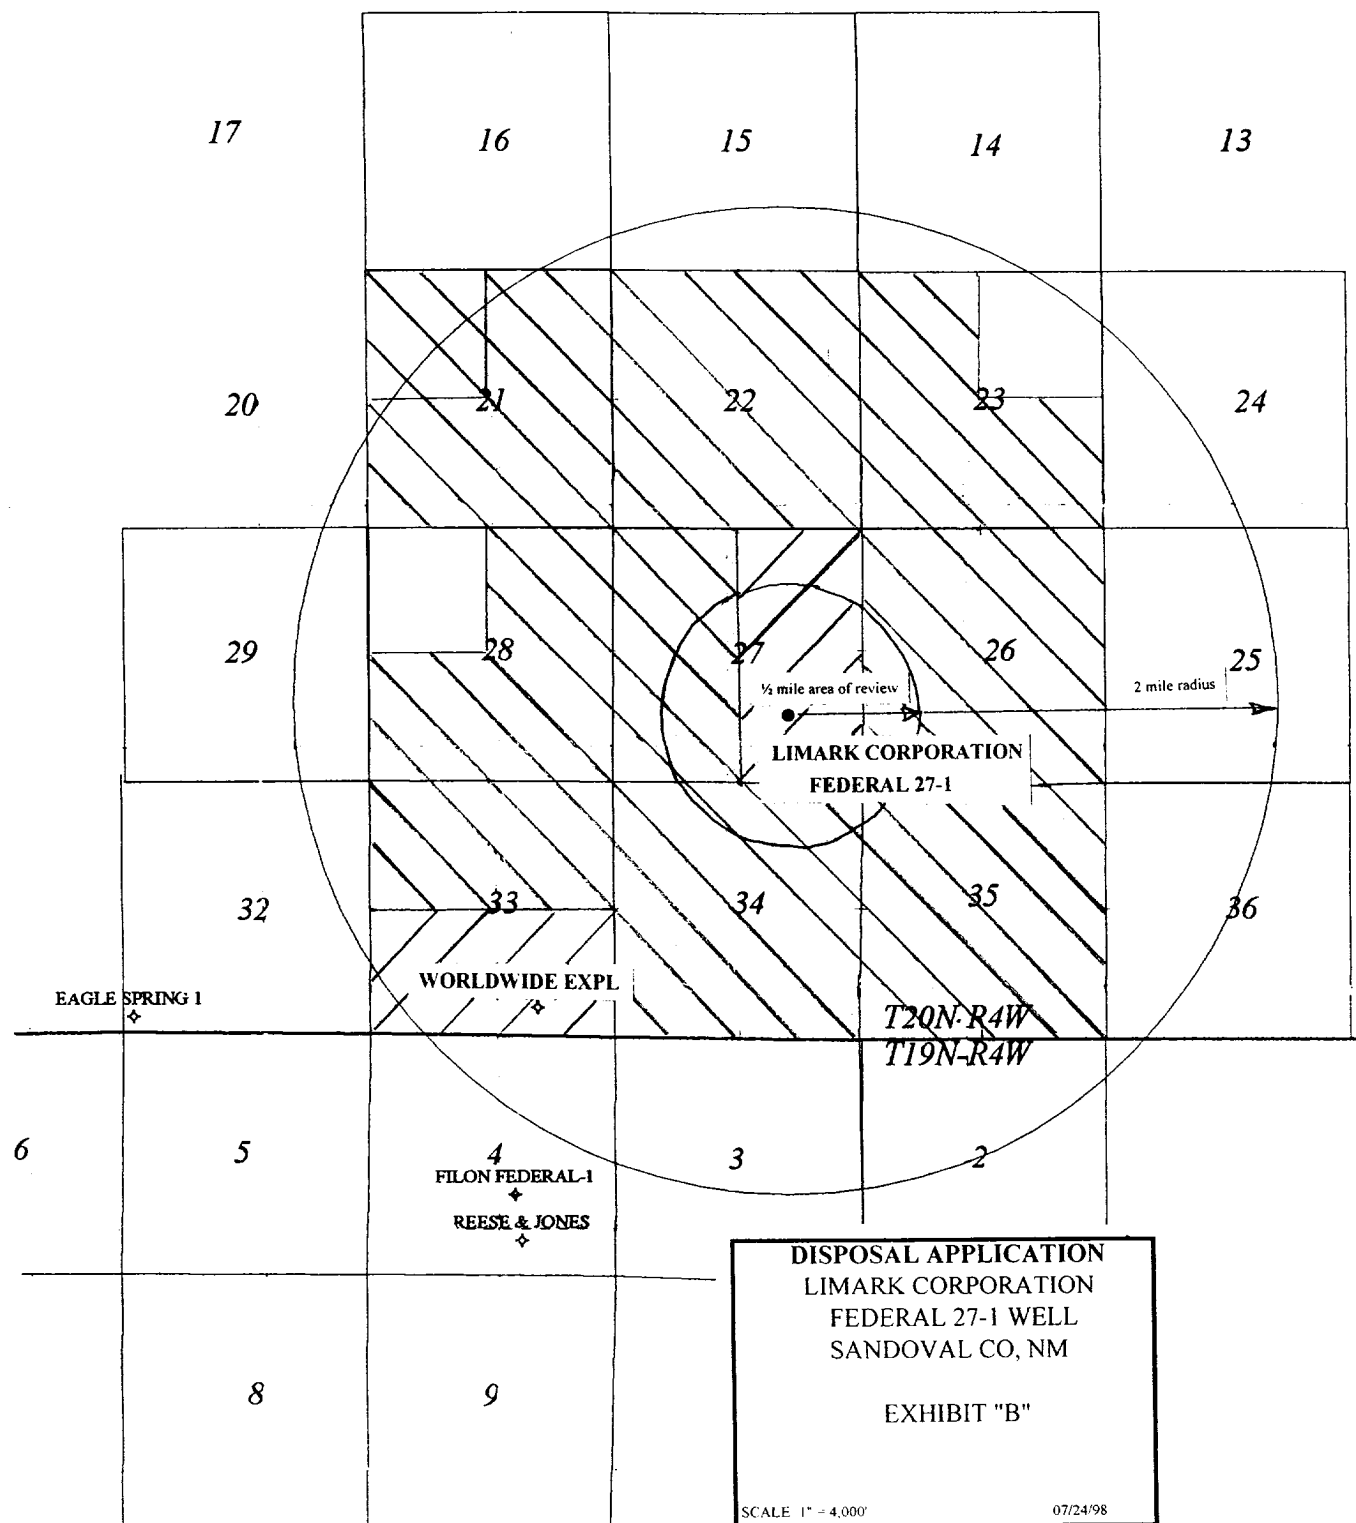 17 16 15 14 13
20 21 22 23 24
29 28 27 26 25
½ mile area of review
2 mile radius
LIMARK CORPORATION
FEDERAL 27-1
32 33 34 35 36
WORLDWIDE EXPL
EAGLE SPRING 1
T20N-R4W
T19N-R4W
6 5 4 3 2
FILON FEDERAL-1
REESE & JONES
8 9
DISPOSAL APPLICATION
LIMARK CORPORATION
FEDERAL 27-1 WELL
SANDOVAL CO, NM
EXHIBIT "B"
SCALE 1" = 4,000'
07/24/98